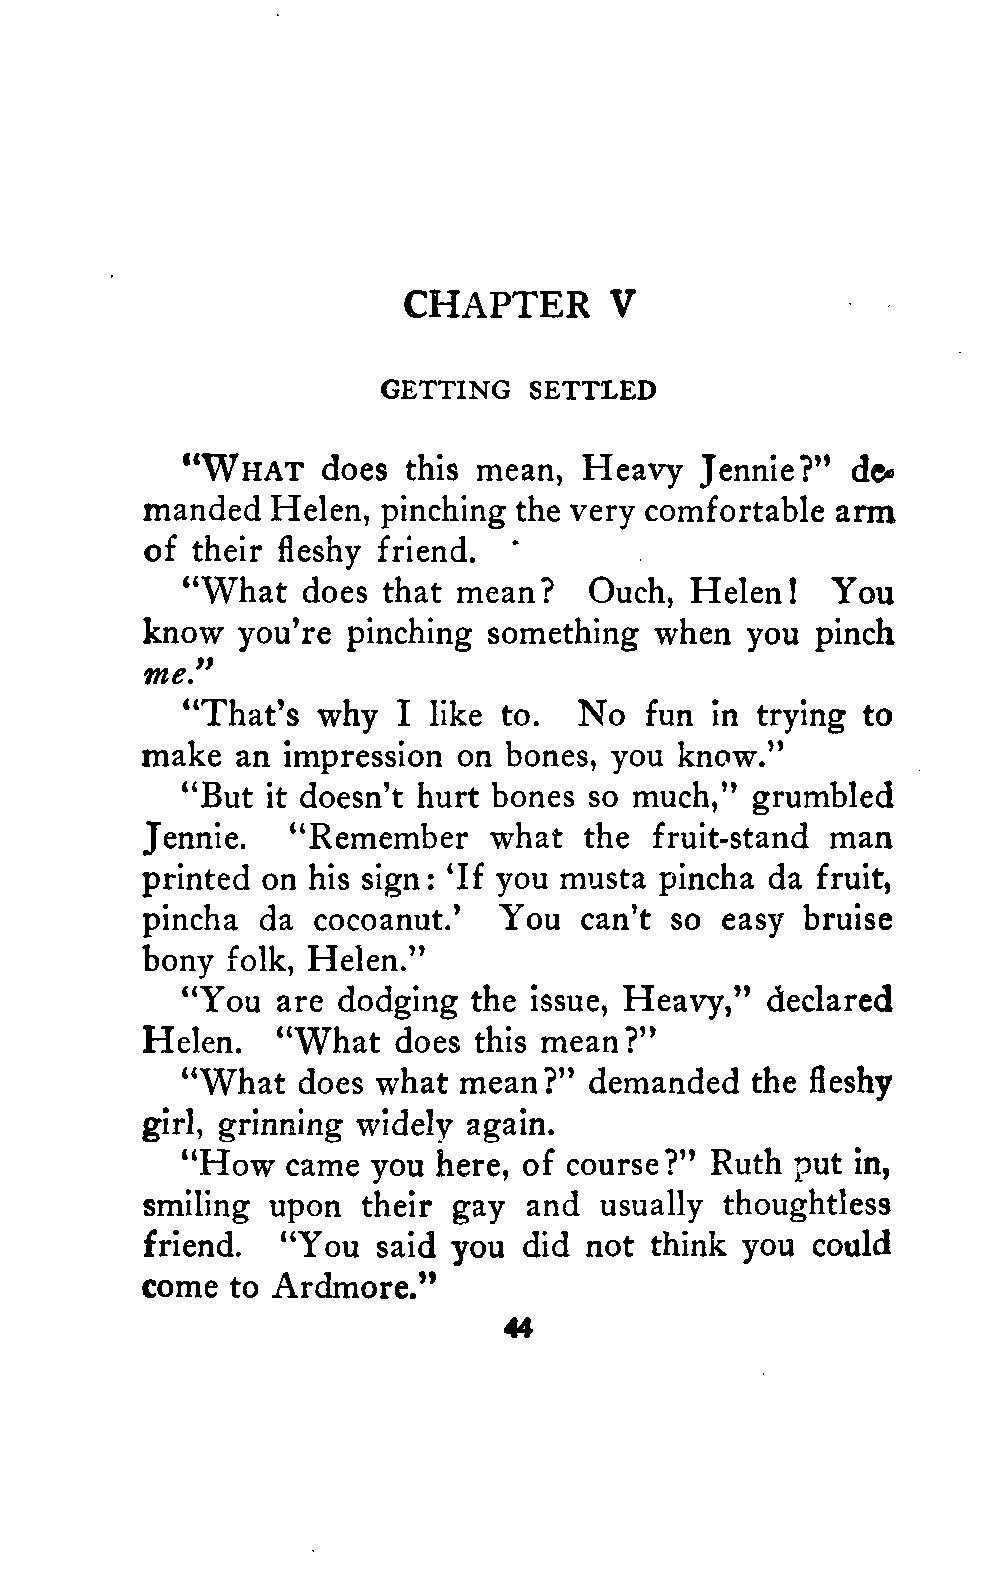 CHAPTER V
GETTING SETTLED
"WHAT does this mean, Heavy Jennie?" de-
manded Helen, pinching the very comfortable arm
of their fleshy friend.
"What does that mean? Ouch, Helen! You
know you're pinching something when you pinch
me."
"That's why I like to. No fun in trying to
make an impression on bones, you know."
"But it doesn't hurt bones so much," grumbled
Jennie. "Remember what the fruit-stand man
printed on his sign: 'If you musta pincha da fruit,
pincha da cocoanut.' You can't so easy bruise
bony folk, Helen."
"You are dodging the issue, Heavy," declared
Helen. "What does this mean?"
"What does what mean?" demanded the fleshy
girl, grinning widely again.
"How came you here, of course?" Ruth put in,
smiling upon their gay and usually thoughtless
friend. "You said you did not think you could
come to Ardmore."
44